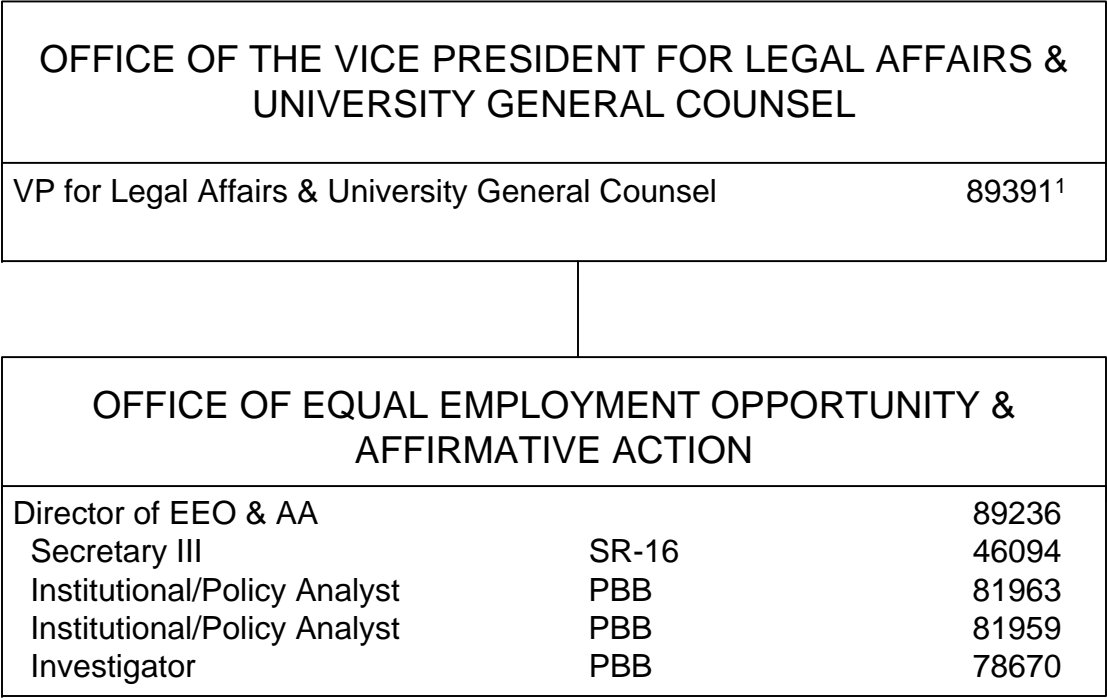 OFFICE OF THE VICE PRESIDENT FOR LEGAL AFFAIRS &
UNIVERSITY GENERAL COUNSEL
VP for Legal Affairs & University General Counsel 89391¹
OFFICE OF EQUAL EMPLOYMENT OPPORTUNITY &
AFFIRMATIVE ACTION
Director of EEO & AA 89236
Secretary III SR-16 46094
Institutional/Policy Analyst PBB 81963
Institutional/Policy Analyst PBB 81959
Investigator PBB 78670